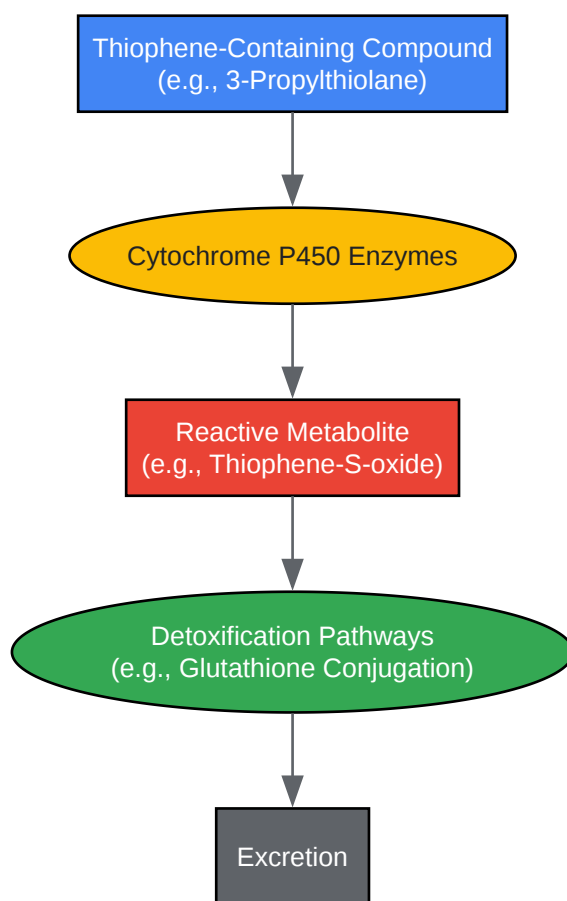 Thiophene-Containing Compound
(e.g., 3-Propylthiolane)
Cytochrome P450 Enzymes
Reactive Metabolite
(e.g., Thiophene-S-oxide)
Detoxification Pathways
(e.g., Glutathione Conjugation)
Excretion